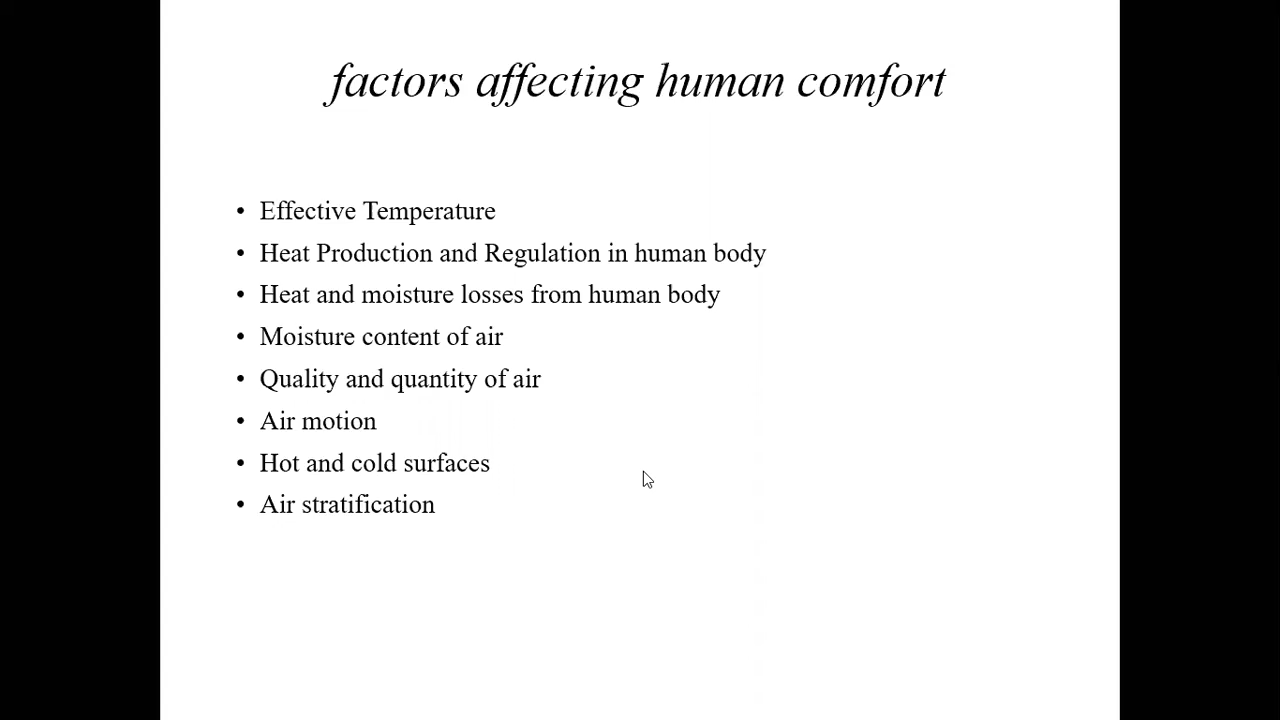 factors affecting human comfort
• Effective Temperature
• Heat Production and Regulation in human body
• Heat and moisture losses from human body
• Moisture content of air
• Quality and quantity of air
• Air motion
• Hot and cold surfaces
• Air stratification